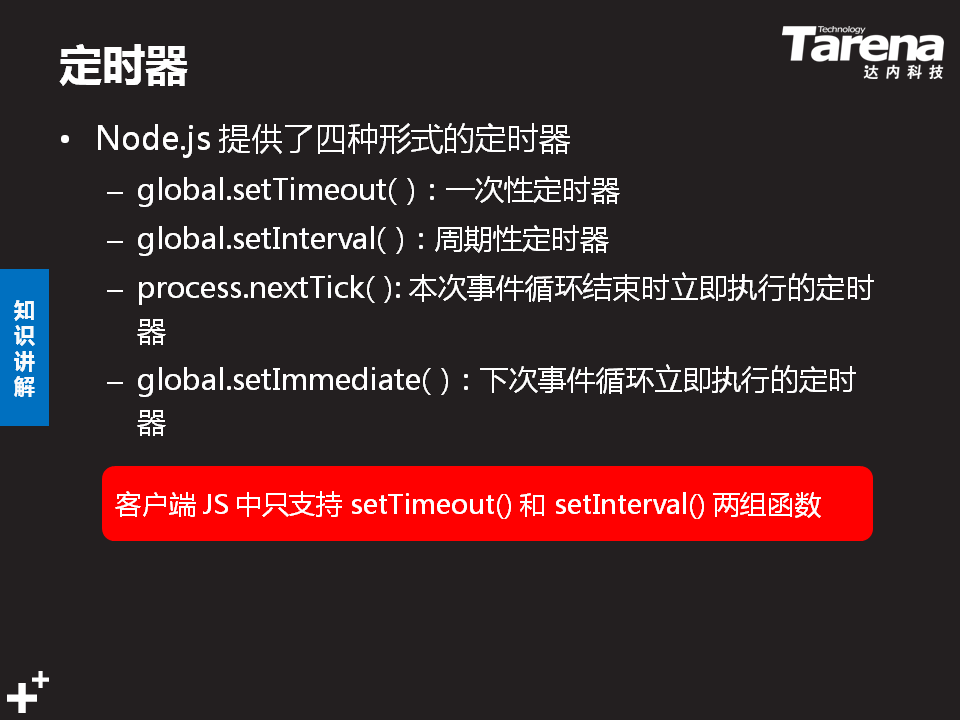 定时器
Technology
Tarena
达内科技
• Node.js 提供了四种形式的定时器
– global.setTimeout( )：一次性定时器
– global.setInterval( )：周期性定时器
– process.nextTick( ): 本次事件循环结束时立即执行的定时
器
– global.setImmediate( )：下次事件循环立即执行的定时
器
知
识
讲
解
客户端 JS 中只支持 setTimeout() 和 setInterval() 两组函数